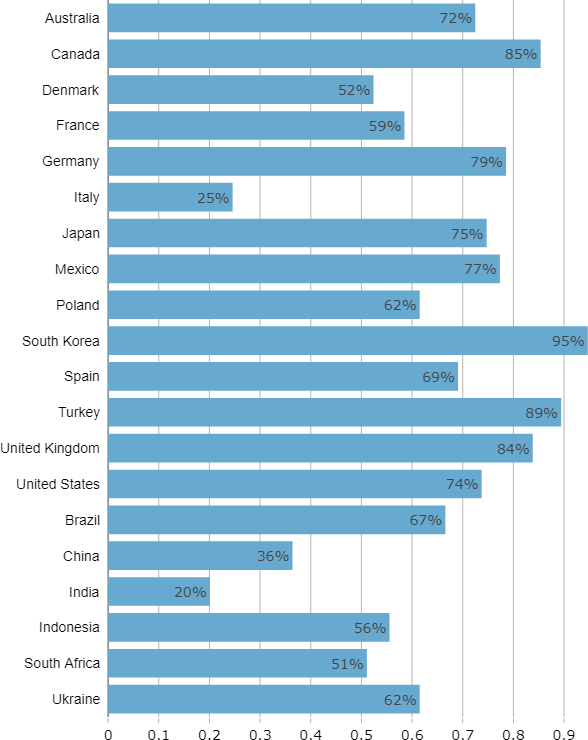 Australia 72%
Canada 85%
Denmark 52%
France 59%
Germany 79%
Italy 25%
Japan 75%
Mexico 77%
Poland 62%
South Korea 95%
Spain 69%
Turkey 89%
United Kingdom 84%
United States 74%
Brazil 67%
China 36%
India 20%
Indonesia 56%
South Africa 51%
Ukraine 62%
0 0.1 0.2 0.3 0.4 0.5 0.6 0.7 0.8 0.9